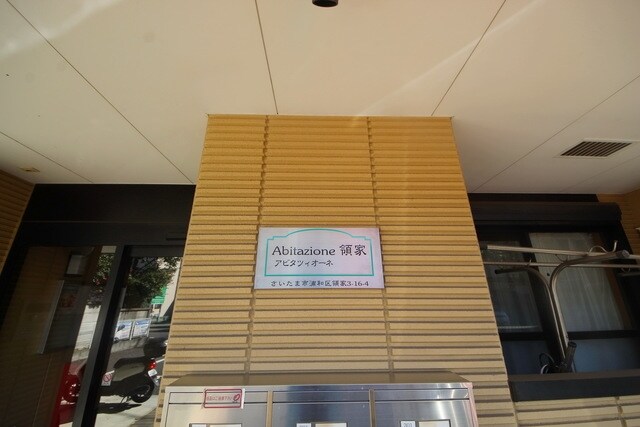 Abitazione 領家
アビタツィオーネ
さいたま市浦和区領家3-16-4